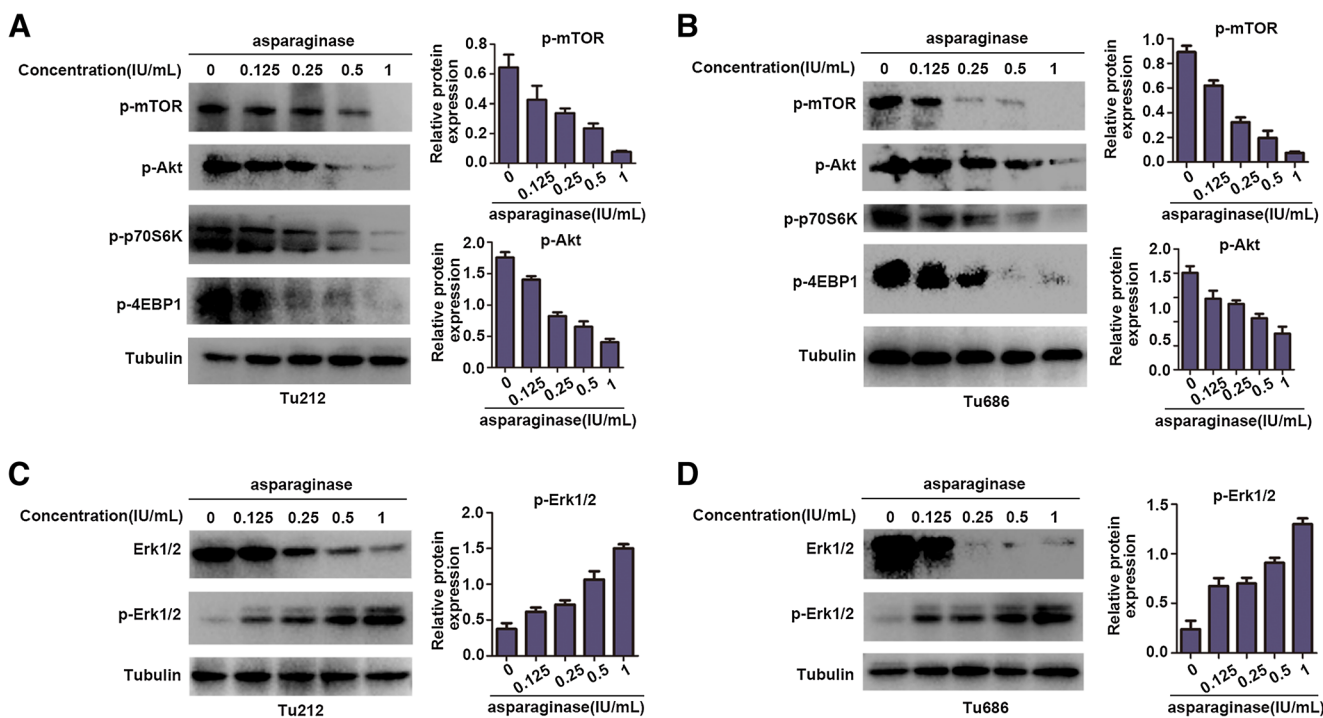 A
asparaginase
Concentration(IU/mL) 0 0.125 0.25 0.5 1
p-mTOR
p-Akt
p-p70S6K
p-4EBP1
Tubulin
Tu212
p-mTOR
Relative protein
expression
0.8
0.6
0.4
0.2
0.0
0 0.125 0.25 0.5 1
asparaginase(IU/mL)
p-Akt
Relative protein
expression
2.0
1.5
1.0
0.5
0.0
0 0.125 0.25 0.5 1
asparaginase(IU/mL)
B
asparaginase
Concentration(IU/mL) 0 0.125 0.25 0.5 1
p-mTOR
p-Akt
p-p70S6K
p-4EBP1
Tubulin
Tu686
p-mTOR
Relative protein
expression
1.0
0.8
0.6
0.4
0.2
0.0
0 0.125 0.25 0.5 1
asparaginase(IU/mL)
p-Akt
Relative protein
expression
2.0
1.5
1.0
1.0
0.5
0.0
0 0.125 0.25 0.5 1
asparaginase(IU/mL)
C
asparaginase
Concentration(IU/mL) 0 0.125 0.25 0.5 1
Erk1/2
p-Erk1/2
Tubulin
Tu212
p-Erk1/2
Relative protein
expression
2.0
1.5
1.0
0.5
0.0
0 0.125 0.25 0.5 1
asparaginase(IU/mL)
D
asparaginase
Concentration(IU/mL) 0 0.125 0.25 0.5 1
Erk1/2
p-Erk1/2
Tubulin
Tu686
p-Erk1/2
Relative protein
expression
1.5
1.0
0.5
0.0
0 0.125 0.25 0.5 1
asparaginase(IU/mL)